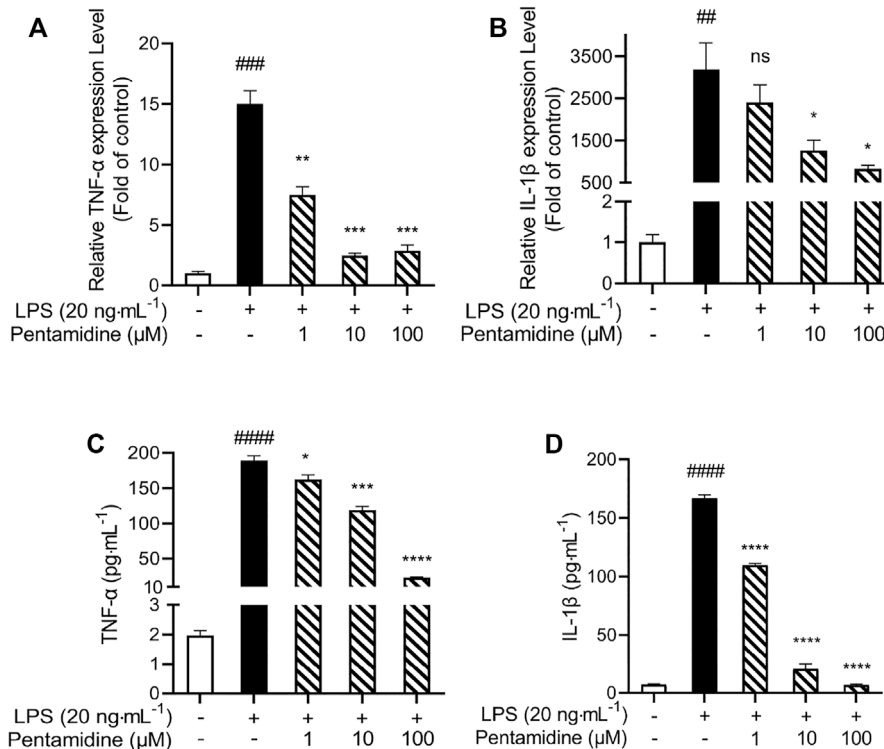 A
Relative TNF-α expression Level
(Fold of control)
20
15
10
5
0
###
**
***
***
LPS (20 ng·mL⁻¹) - + + + +
Pentamidine (μM) - - 1 10 100
B
Relative IL-1β expression Level
(Fold of control)
3500
2500
1500
500
2
1
0
##
ns
*
*
LPS (20 ng·mL⁻¹) - + + + +
Pentamidine (μM) - - 1 10 100
C
TNF-α (pg·mL⁻¹)
200
150
100
50
10
3
2
1
0
####
*
***
****
LPS (20 ng·mL⁻¹) - + + + +
Pentamidine (μM) - - 1 10 100
D
IL-1β (pg·mL⁻¹)
200
150
100
50
0
####
****
****
****
LPS (20 ng·mL⁻¹) - + + + +
Pentamidine (μM) - - 1 10 100